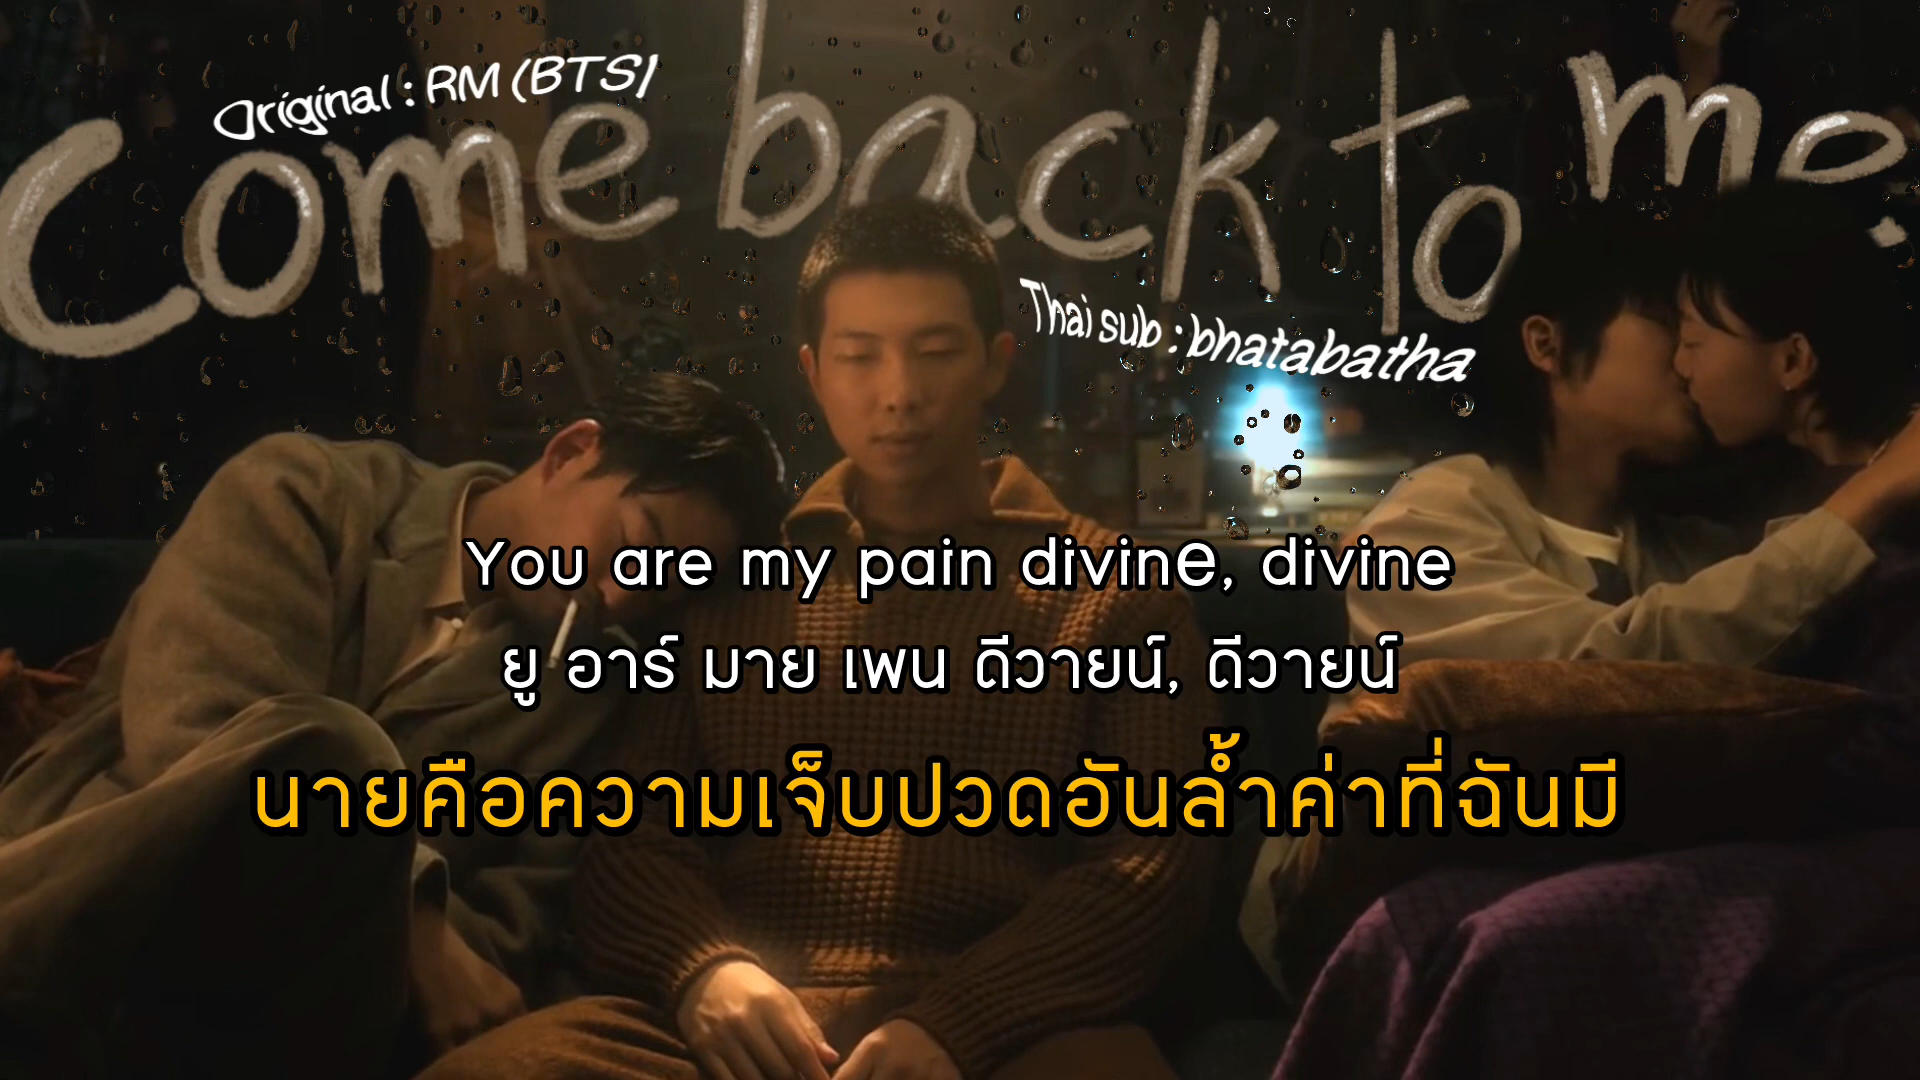 Original : RM (BTS)
Come back to me.
Thai sub : bhatabatha
You are my pain divine, divine
ยู อาร์ มาย เพน ดีวายน์, ดีวายน์
นายคือความเจ็บปวดอันล้ำค่าที่ฉันมี